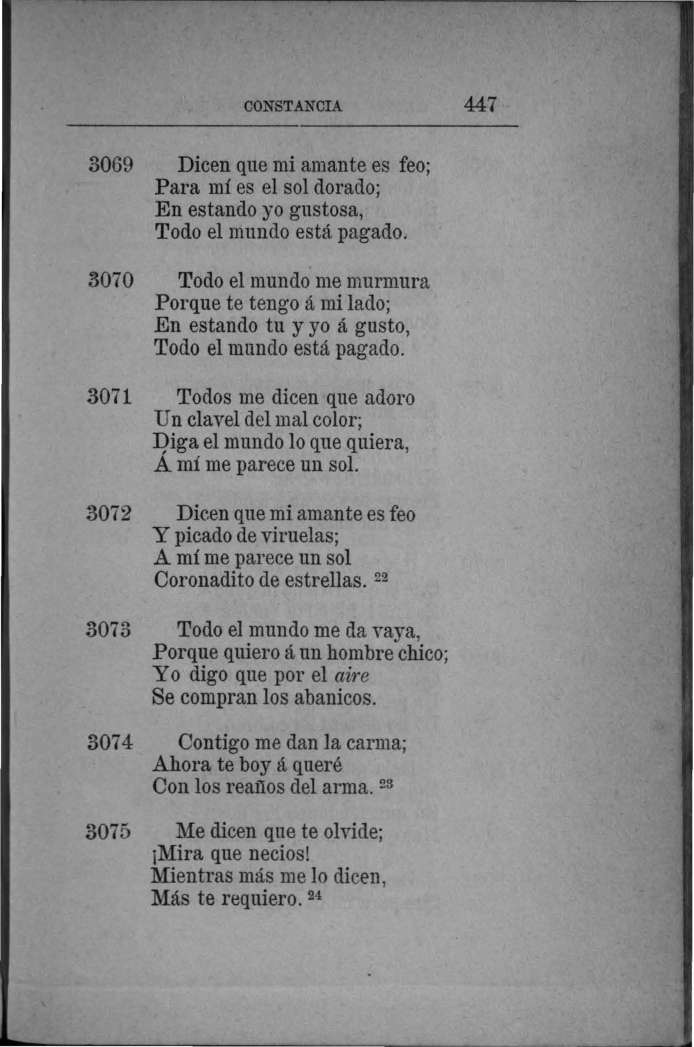 CONSTANCIA 447
3069 Dicen que mi amante es feo;
Para mí es el sol dorado;
En estando yo gustosa,
Todo el mundo está pagado.
3070 Todo el mundo me murmura
Porque te tengo á mi lado;
En estando tu y yo á gusto,
Todo el mundo está pagado.
3071 Todos me dicen que adoro
Un clavel del mal color;
Diga el mundo lo que quiera,
Á mí me parece un sol.
3072 Dicen que mi amante es feo
Y picado de viruelas;
A mí me parece un sol
Coronadito de estrellas. 22
3073 Todo el mundo me da vaya,
Porque quiero á un hombre chico;
Yo digo que por el aire
Se compran los abanicos.
3074 Contigo me dan la carma;
Ahora te boy á queré
Con los reaños del arma. 23
3075 Me dicen que te olvide;
¡Mira que necios!
Mientras más me lo dicen,
Más te requiero. 24